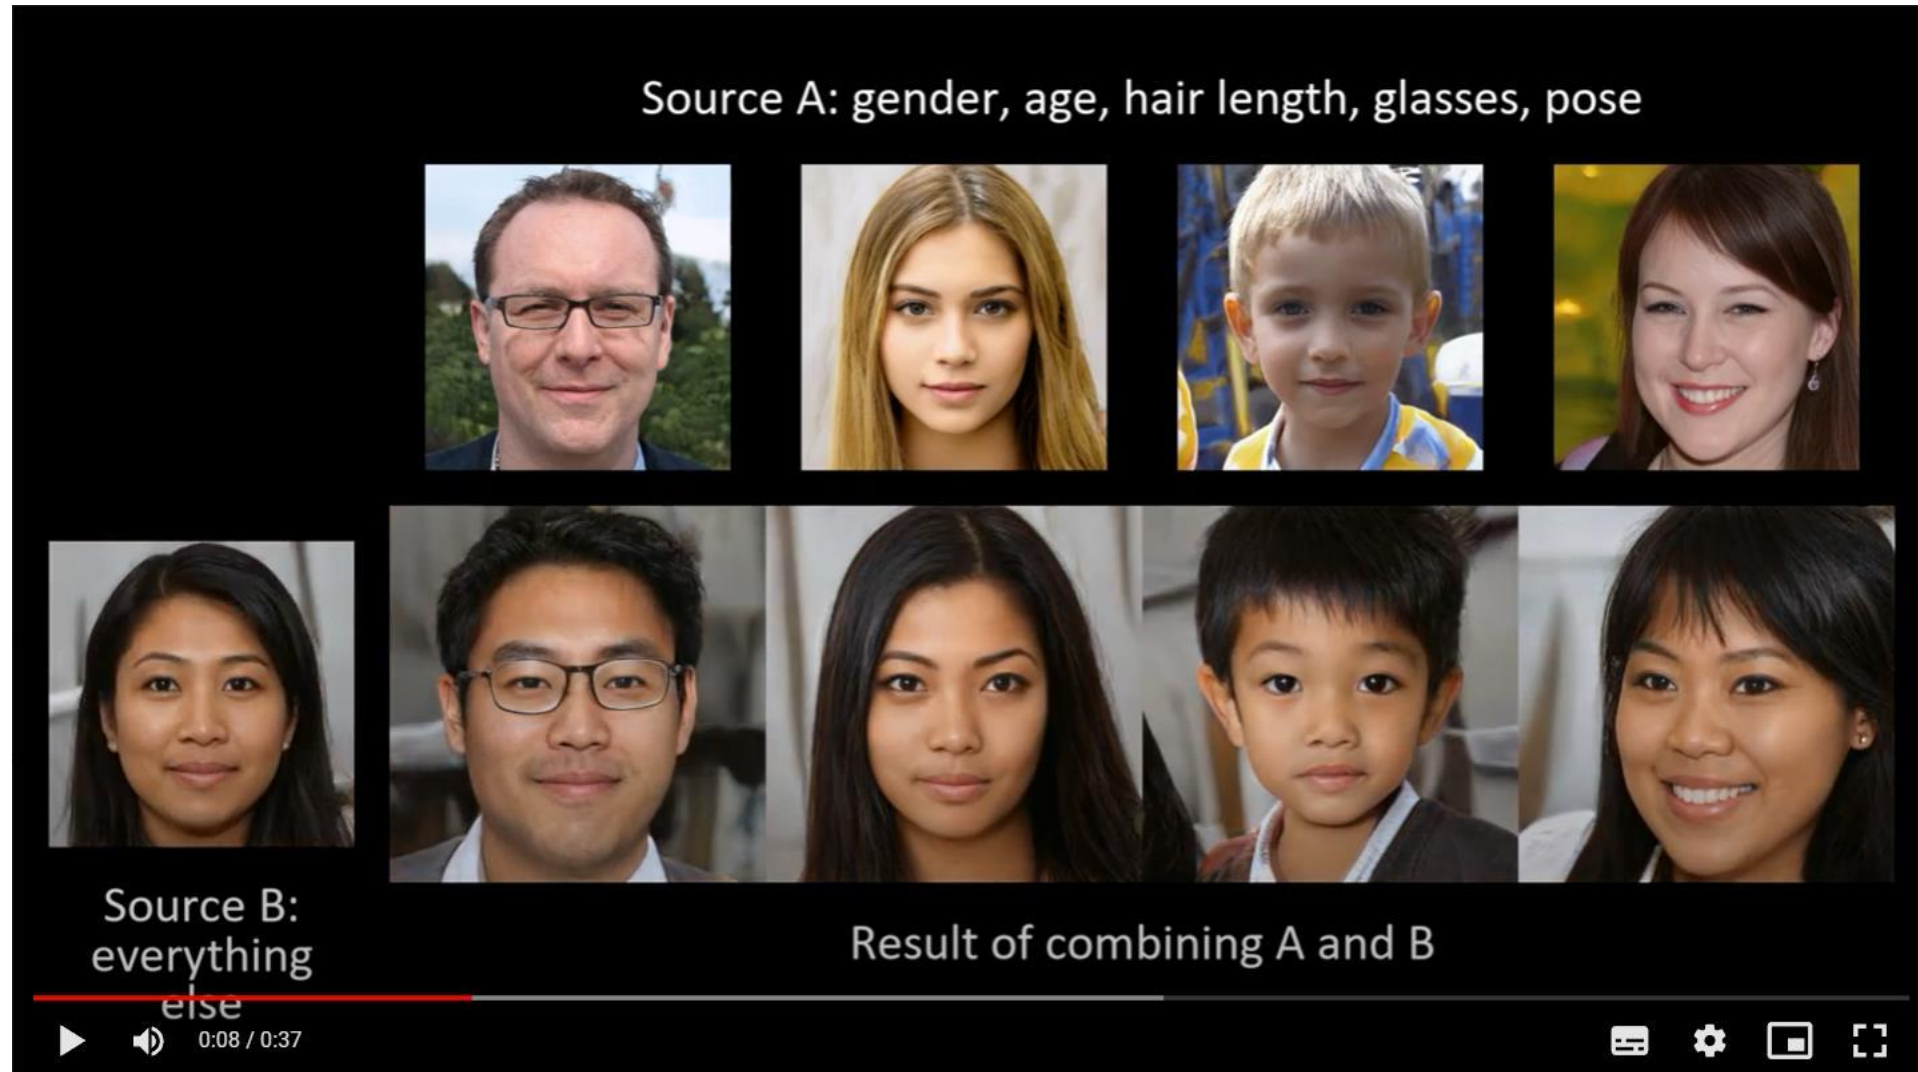 Source A: gender, age, hair length, glasses, pose
Source B:
everything
else
Result of combining A and B
0:08 / 0:37